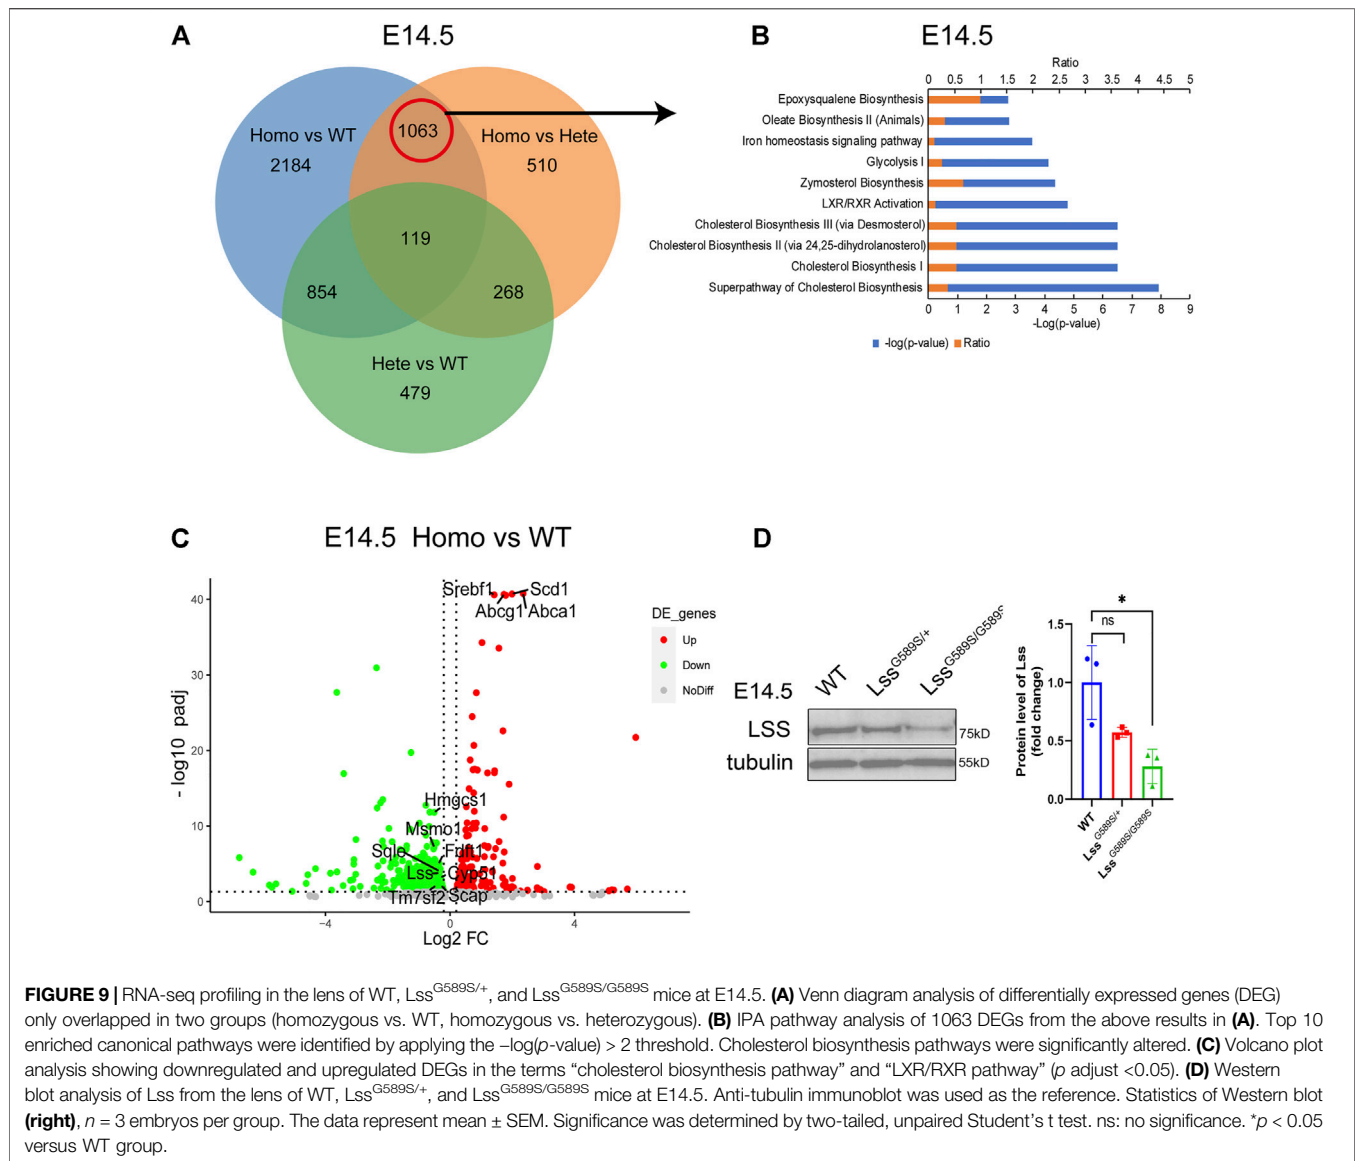 A
E14.5
Homo vs WT
2184
1063
Homo vs Hete
510
119
854
268
Hete vs WT
479
B
E14.5
Ratio
0 0.5 1 1.5 2 2.5 3 3.5 4 4.5 5
Epoxysqualene Biosynthesis
Oleate Biosynthesis II (Animals)
Iron homeostasis signaling pathway
Glycolysis I
Zymosterol Biosynthesis
LXR/RXR Activation
Cholesterol Biosynthesis III (via Desmosterol)
Cholesterol Biosynthesis II (via 24,25-dihydrolanosterol)
Cholesterol Biosynthesis I
Superpathway of Cholesterol Biosynthesis
0 1 2 3 4 5 6 7 8 9
-Log(p-value)
-log(p-value) Ratio
C
E14.5 Homo vs WT
- log10 padj
40
30
20
10
0
Srebf1 Scd1
Abcg1 Abca1
Hmgcs1
Msmo1
Sqle Fdft1
Lss Cyp51
Tm7sf2 Scap
−4 0 4
Log2 FC
DE_genes
Up
Down
NoDiff
D
E14.5
WT
Lss^G589S/+
Lss^G589S/G589S
LSS
75kD
tubulin
55kD
Protein level of Lss
(fold change)
1.5
1.0
0.5
0.0
*
ns
WT
Lss^G589S/+
Lss^G589S/G589S
FIGURE 9 | RNA-seq profiling in the lens of WT, Lss^G589S/+, and Lss^G589S/G589S mice at E14.5. (A) Venn diagram analysis of differentially expressed genes (DEG)
only overlapped in two groups (homozygous vs. WT, homozygous vs. heterozygous). (B) IPA pathway analysis of 1063 DEGs from the above results in (A). Top 10
enriched canonical pathways were identified by applying the −log(p-value) > 2 threshold. Cholesterol biosynthesis pathways were significantly altered. (C) Volcano plot
analysis showing downregulated and upregulated DEGs in the terms “cholesterol biosynthesis pathway” and “LXR/RXR pathway” (p adjust <0.05). (D) Western
blot analysis of Lss from the lens of WT, Lss^G589S/+, and Lss^G589S/G589S mice at E14.5. Anti-tubulin immunoblot was used as the reference. Statistics of Western blot
(right), n = 3 embryos per group. The data represent mean ± SEM. Significance was determined by two-tailed, unpaired Student’s t test. ns: no significance. *p < 0.05
versus WT group.